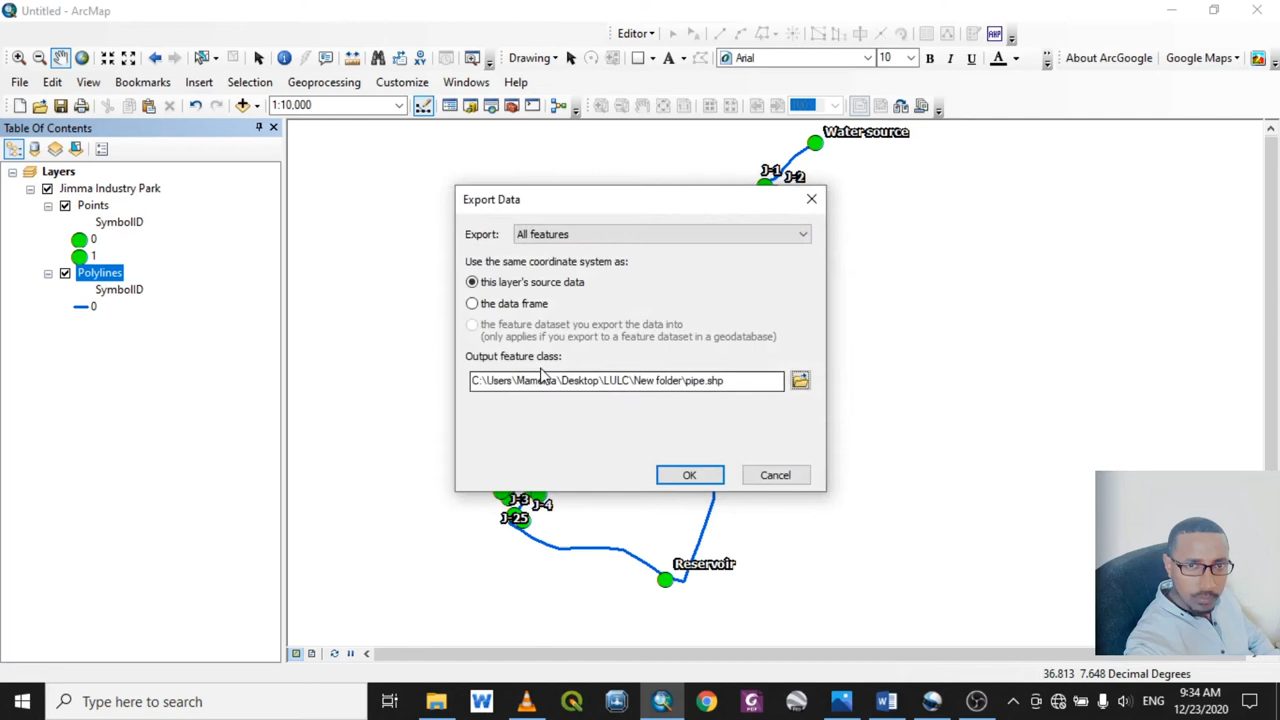 Untitled - ArcMap
Editor
AHP
Drawing
A
Arial
10
B I U A
About ArcGoogle Google Maps
File Edit View Bookmarks Insert Selection Geoprocessing Customize Windows Help
1:10,000
Table Of Contents
Layers
Jimma Industry Park
Points
SymbolID
0
1
Polylines
SymbolID
0
Water source
J-1
J-2
Export Data
Export: All features
Use the same coordinate system as:
this layer's source data
the data frame
the feature dataset you export the data into
(only applies if you export to a feature dataset in a geodatabase)
Output feature class:
\Desktop\LULC\New folder\pipe.shp
OK Cancel
J-3
J-4
J-25
Reservoir
36.813 7.648 Decimal Degrees
Type here to search
W
PDF
W
ENG
9:34 AM
12/23/2020